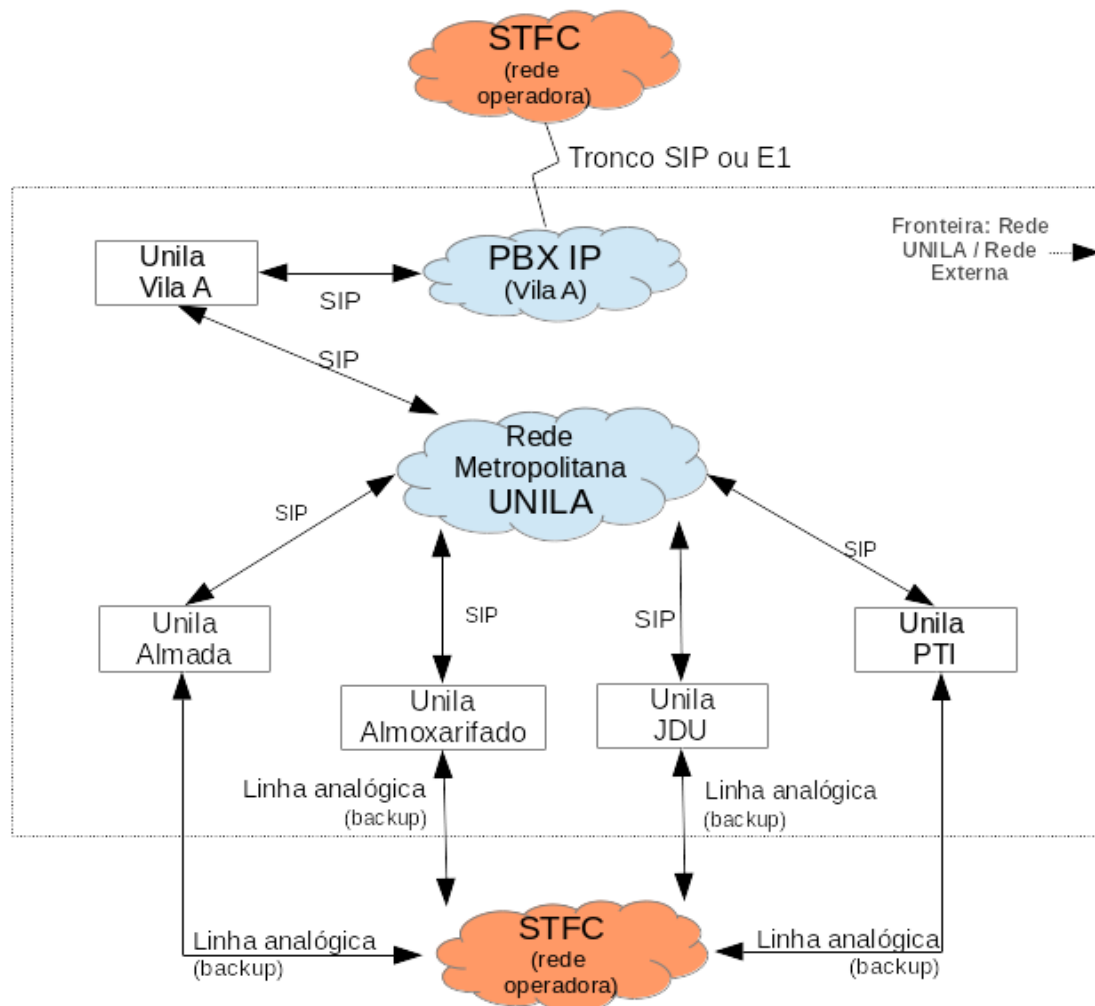 STFC
(rede
operadora)
Tronco SIP ou E1
Fronteira: Rede
UNILA / Rede
Externa
Unila
Vila A
SIP
PBX IP
(Vila A)
SIP
Rede
Metropolitana
UNILA
SIP
SIP
SIP
SIP
Unila
Almada
Unila
Almoxarifado
Unila
JDU
Unila
PTI
Linha analógica
(backup)
Linha analógica
(backup)
Linha analógica
(backup)
STFC
(rede
operadora)
Linha analógica
(backup)